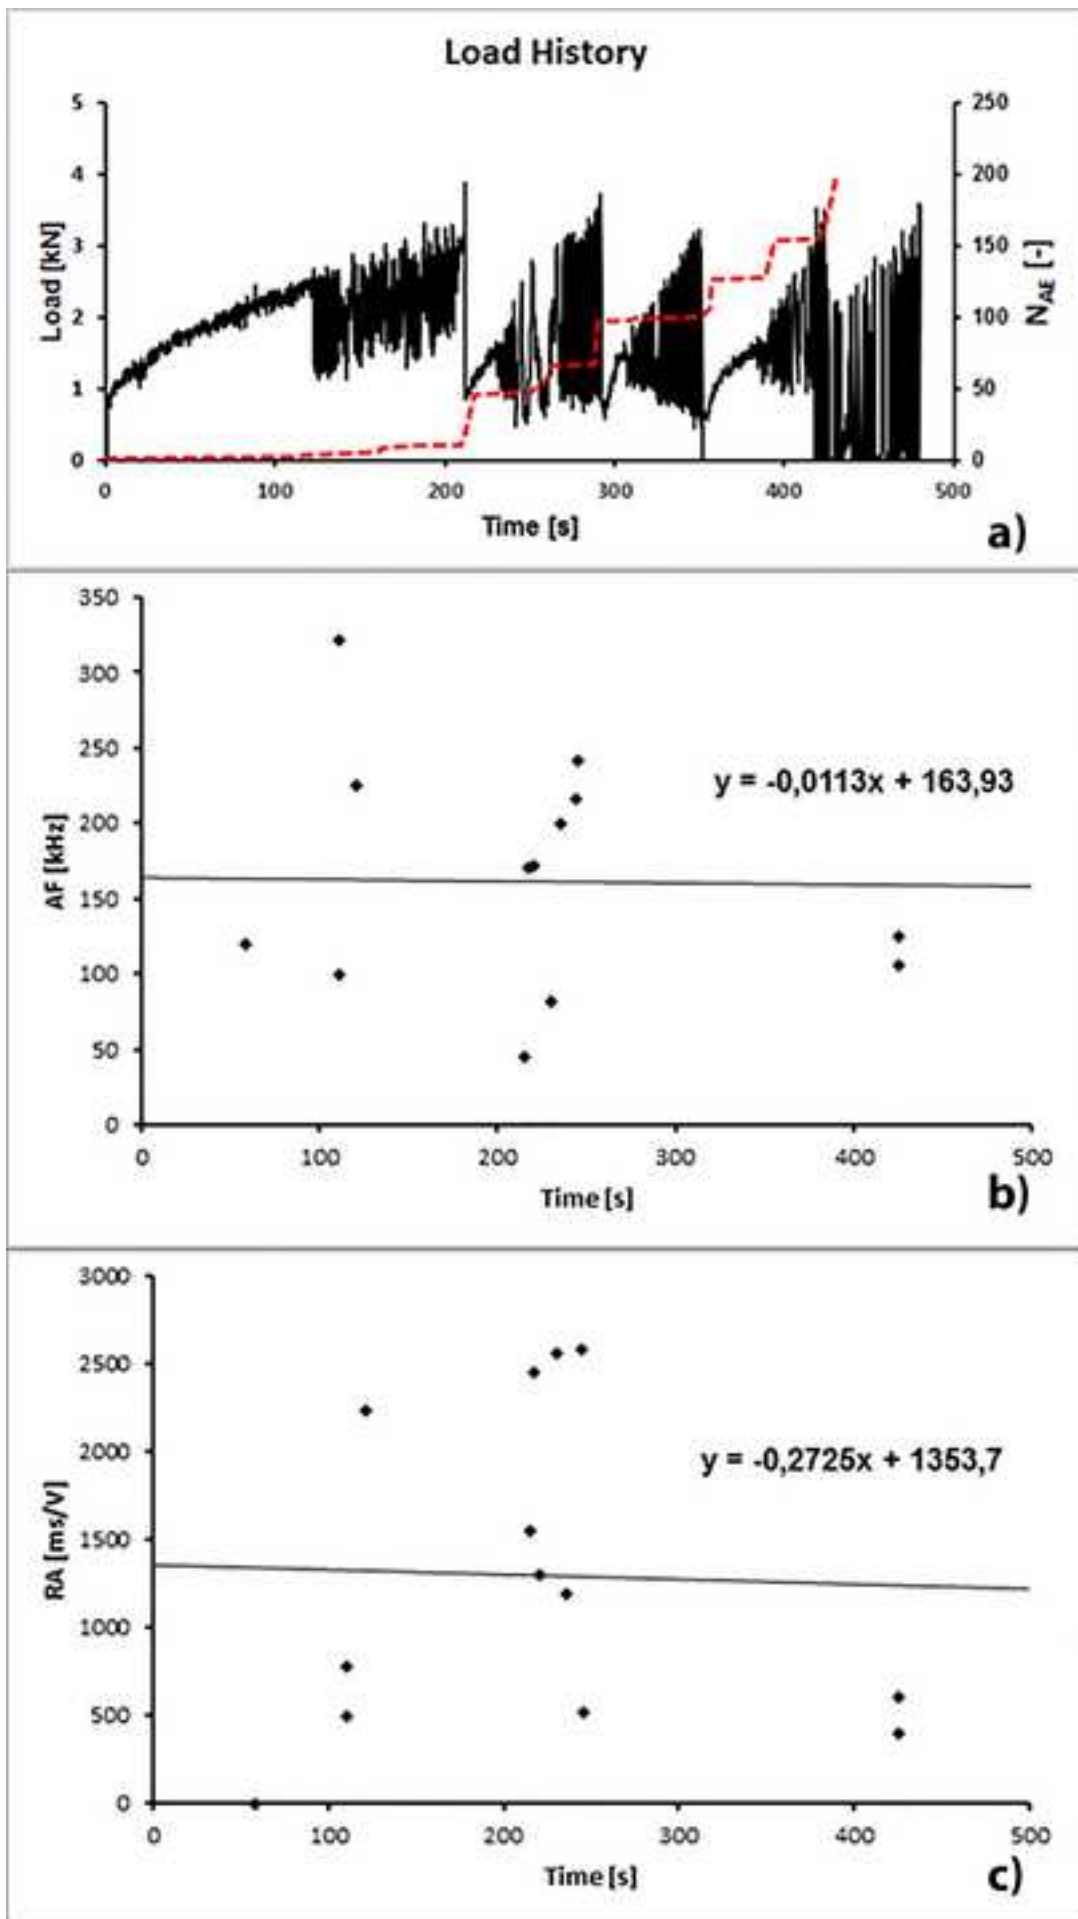 Load History
5
4
3
2
1
0
Load [kN]
250
200
150
100
50
0
N_AE [-]
0 100 200 300 400 500
Time [s]
a)
350
300
250
200
150
100
50
0
AF [kHz]
y = -0,0113x + 163,93
0 100 200 300 400 500
Time [s]
b)
3000
2500
2000
1500
1000
500
0
RA [ms/V]
y = -0,2725x + 1353,7
0 100 200 300 400 500
Time [s]
c)